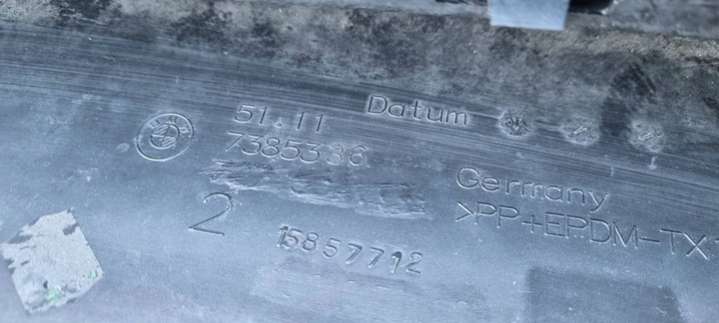 51.11
7385336
Datum
Germany
>PP+EPDM-TX
2
15857712